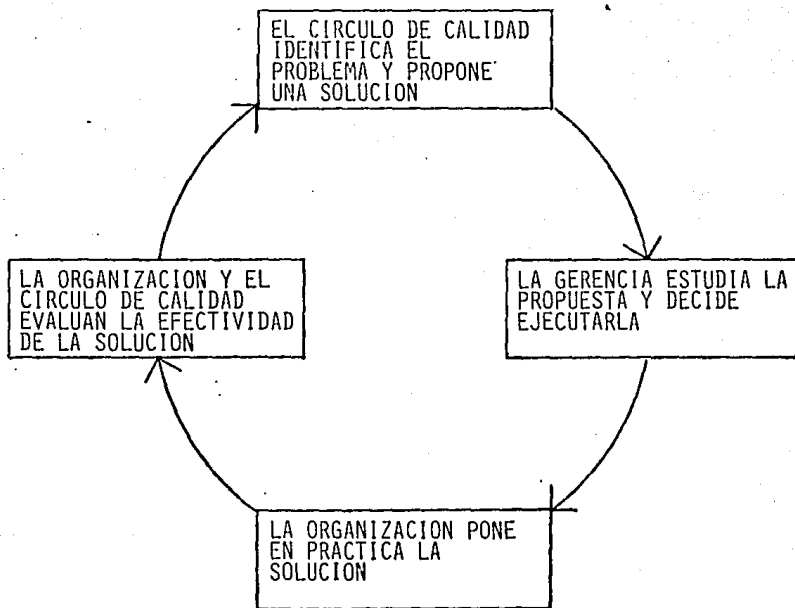 EL CIRCULO DE CALIDAD
IDENTIFICA EL
PROBLEMA Y PROPONE
UNA SOLUCION
LA GERENCIA ESTUDIA LA
PROPUESTA Y DECIDE
EJECUTARLA
LA ORGANIZACION PONE
EN PRACTICA LA
SOLUCION
LA ORGANIZACION Y EL
CIRCULO DE CALIDAD
EVALUAN LA EFECTIVIDAD
DE LA SOLUCION